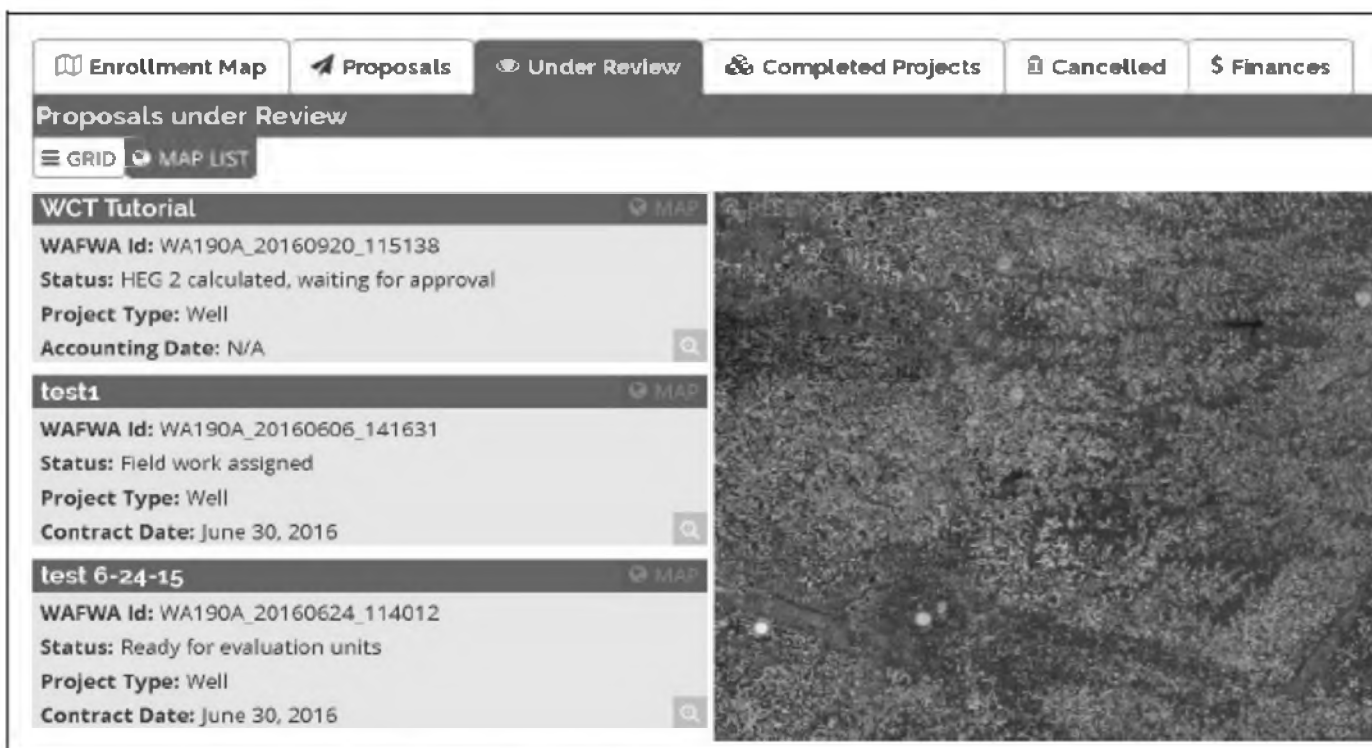 Enrollment Map Proposals Under Review Completed Projects Cancelled $ Finances
Proposals under Review
GRID MAP LIST
WCT Tutorial MAP
WAFWA Id: WA190A_20160920_115138
Status: HEG 2 calculated, waiting for approval
Project Type: Well
Accounting Date: N/A
test1 MAP
WAFWA Id: WA190A_20160606_141631
Status: Field work assigned
Project Type: Well
Contract Date: June 30, 2016
test 6-24-15 MAP
WAFWA Id: WA190A_20160624_114012
Status: Ready for evaluation units
Project Type: Well
Contract Date: June 30, 2016